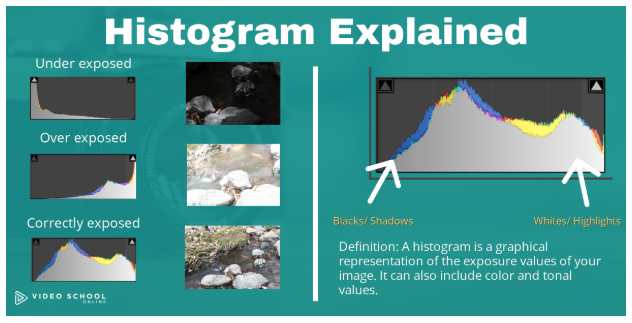 Histogram Explained
Under exposed
Over exposed
Correctly exposed
VIDEO SCHOOL
ONLINE
Blacks/ Shadows
Whites/ Highlights
Definition: A histogram is a graphical
representation of the exposure values of your
image. It can also include color and tonal
values.